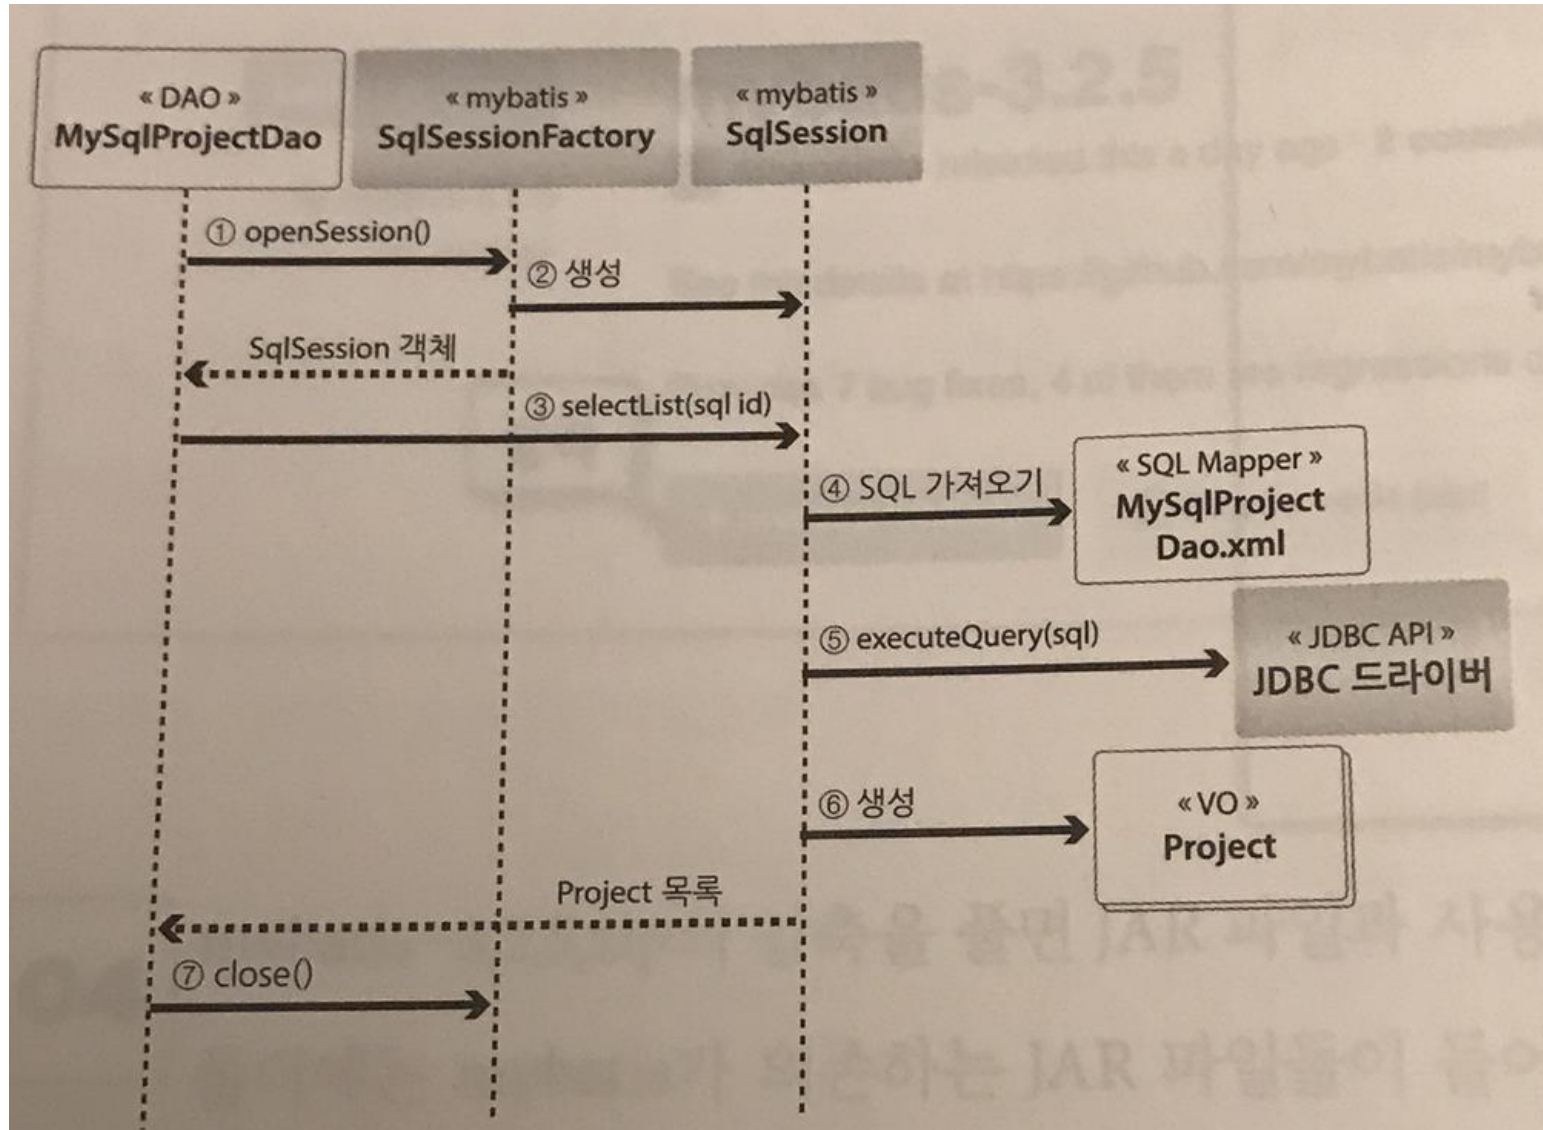 « DAO »
MySqlProjectDao
« mybatis »
SqlSessionFactory
« mybatis »
SqlSession
① openSession()
② 생성
SqlSession 객체
③ selectList(sql id)
④ SQL 가져오기
« SQL Mapper »
MySqlProject
Dao.xml
⑤ executeQuery(sql)
« JDBC API »
JDBC 드라이버
⑥ 생성
« VO »
Project
Project 목록
⑦ close()